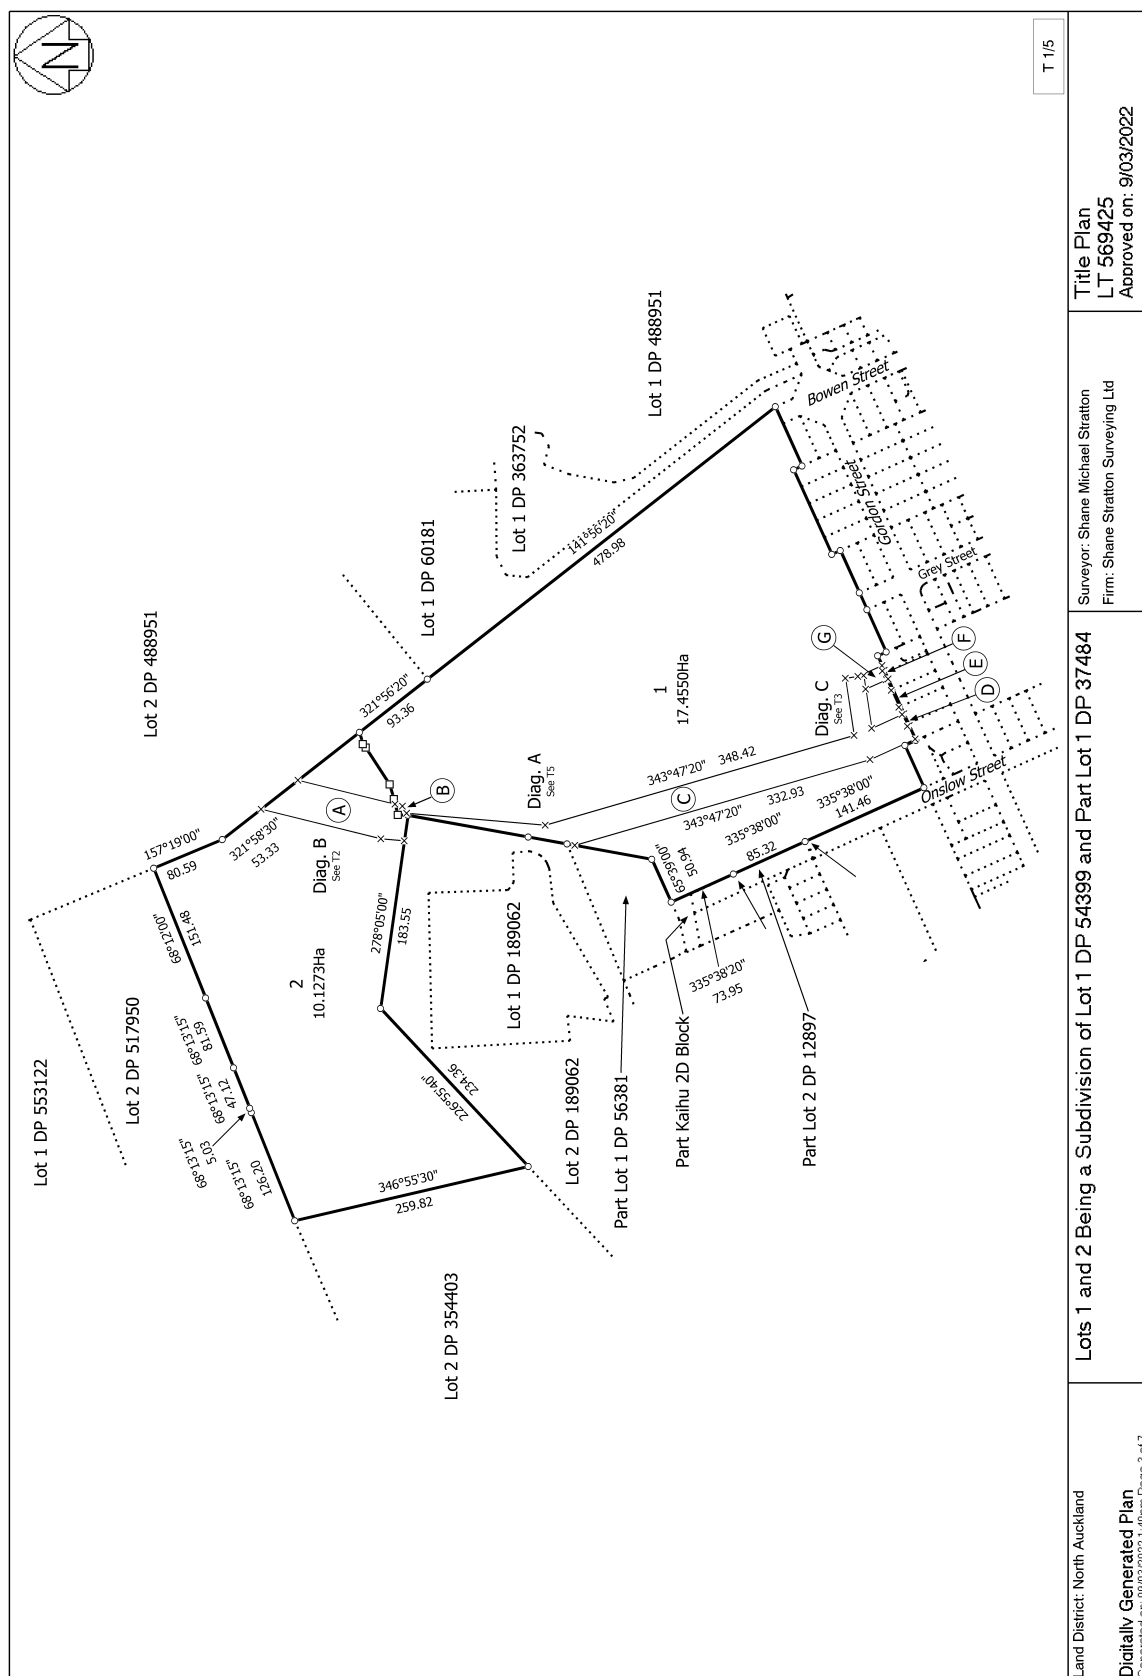 N
T 1/5
Lot 1 DP 553122
Lot 2 DP 517950
Lot 2 DP 488951
Lot 1 DP 60181
Lot 1 DP 363752
Lot 1 DP 488951
Lot 2 DP 354403
Lot 2 DP 189062
Lot 1 DP 189062
Part Lot 1 DP 56381
Part Kaihu 2D Block
Part Lot 2 DP 12897
2
10.1273Ha
1
17.4550Ha
346°55'30"
259.82
68°13'15"
126.20
68°13'15"
5.03
68°13'15"
47.12
68°13'15"
81.59
68°12'00"
151.48
157°19'00"
80.59
321°58'30"
53.33
321°56'20"
93.36
141°56'20"
478.98
278°05'00"
183.55
226°55'40"
234.36
Diag. B
See T2
Diag. A
See T5
Diag. C
See T3
A
B
C
D
E
F
G
343°47'20"
348.42
343°47'20"
332.93
65°39'00"
50.94
335°38'20"
73.95
335°38'00"
85.32
335°38'00"
141.46
Onslow Street
Grey Street
Gordon Street
Bowen Street
Land District: North Auckland
Digitally Generated Plan
Lots 1 and 2 Being a Subdivision of Lot 1 DP 54399 and Part Lot 1 DP 37484
Surveyor: Shane Michael Stratton
Firm: Shane Stratton Surveying Ltd
Title Plan
LT 569425
Approved on: 9/03/2022